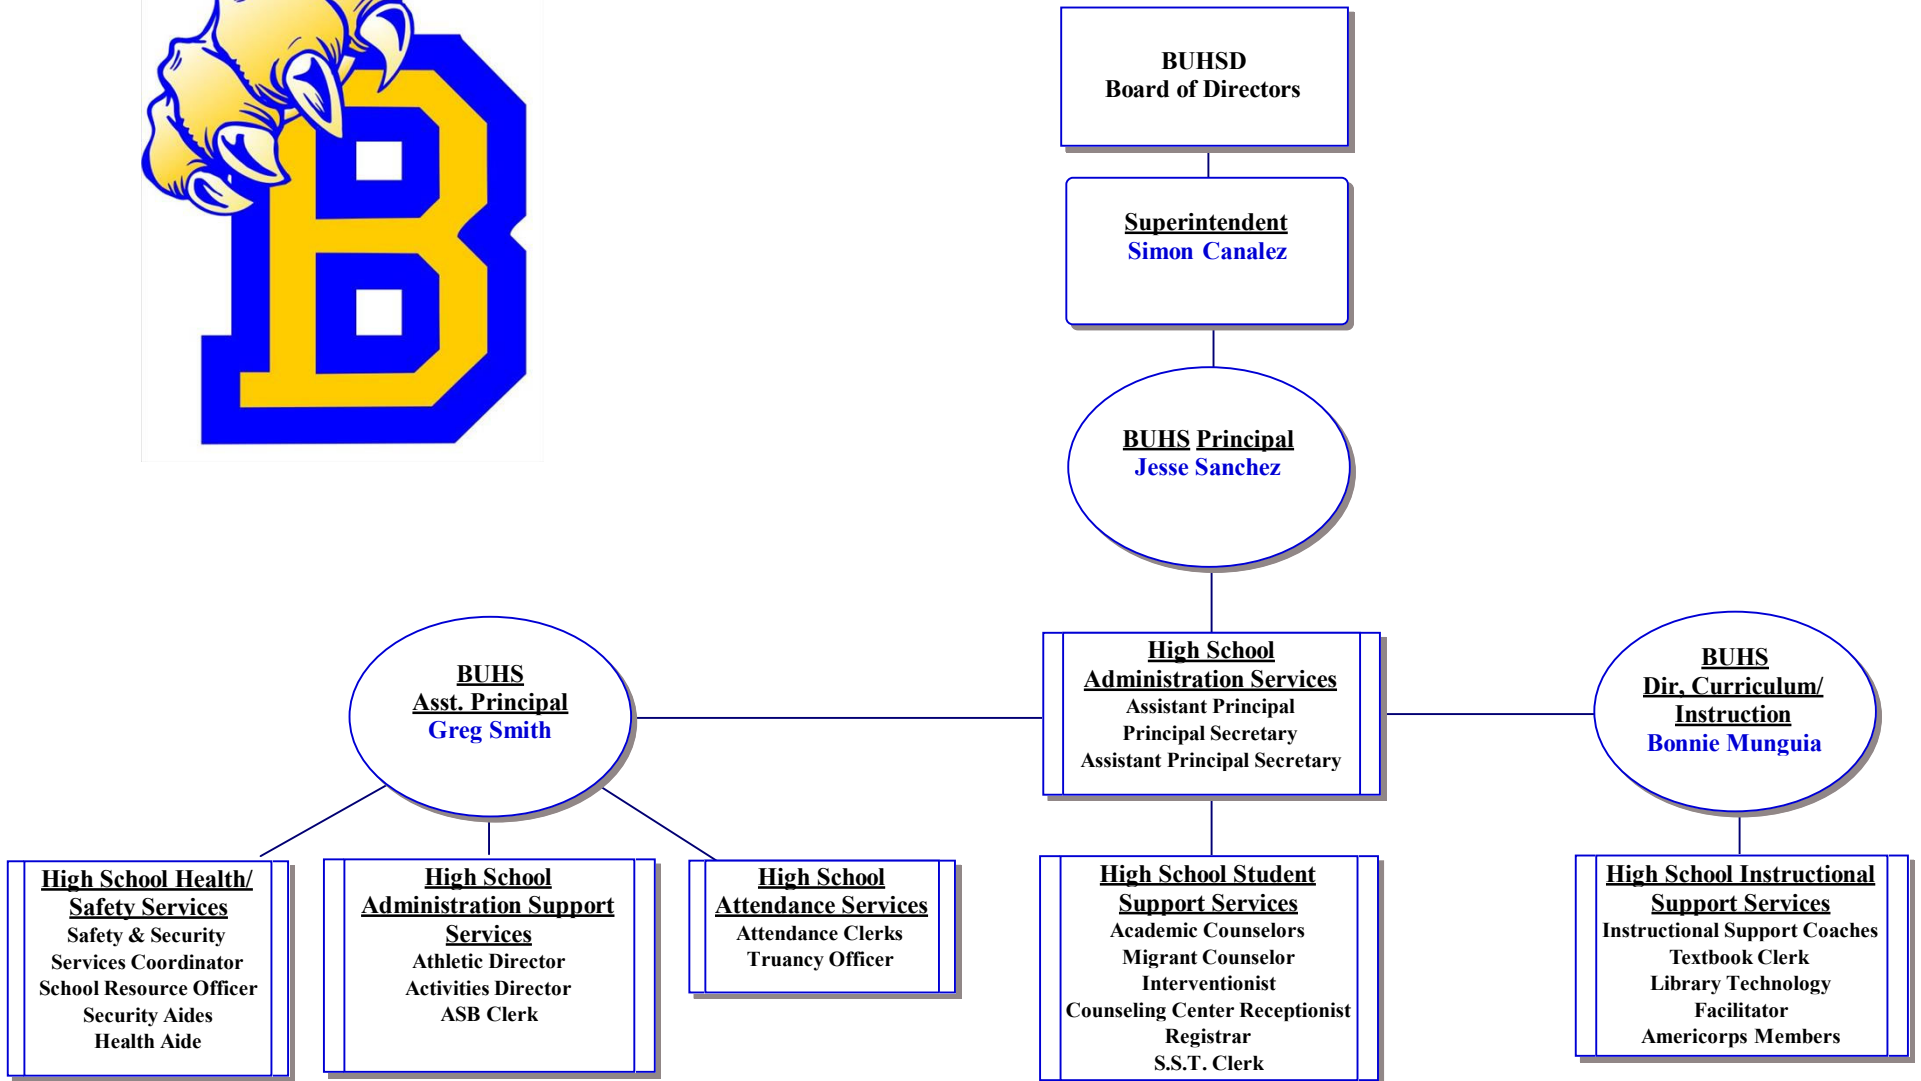 B
BUHSD
Board of Directors
Superintendent
Simon Canalez
BUHS Principal
Jesse Sanchez
BUHS
Asst. Principal
Greg Smith
High School
Administration Services
Assistant Principal
Principal Secretary
Assistant Principal Secretary
BUHS
Dir, Curriculum/
Instruction
Bonnie Munguia
High School Health/
Safety Services
Safety & Security
Services Coordinator
School Resource Officer
Security Aides
Health Aide
High School
Administration Support
Services
Athletic Director
Activities Director
ASB Clerk
High School
Attendance Services
Attendance Clerks
Truancy Officer
High School Student
Support Services
Academic Counselors
Migrant Counselor
Interventionist
Counseling Center Receptionist
Registrar
S.S.T. Clerk
High School Instructional
Support Services
Instructional Support Coaches
Textbook Clerk
Library Technology
Facilitator
Americorps Members